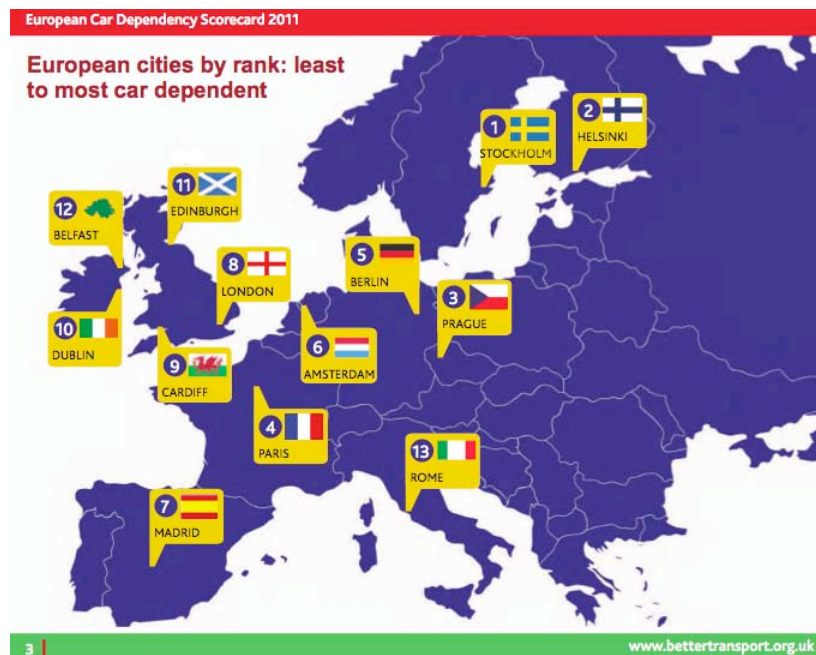 European Car Dependency Scorecard 2011
European cities by rank: least
to most car dependent
1
STOCKHOLM
2
HELSINKI
11
EDINBURGH
12
BELFAST
8
LONDON
5
BERLIN
3
PRAGUE
10
DUBLIN
9
CARDIFF
6
AMSTERDAM
4
PARIS
13
ROME
7
MADRID
3
www.bettertransport.org.uk